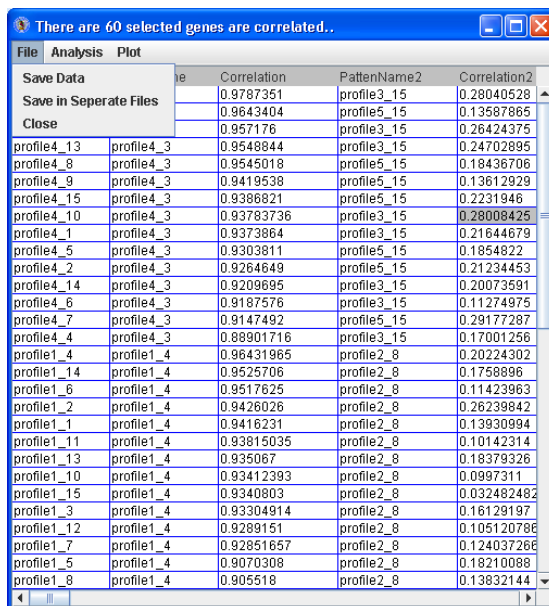 There are 60 selected genes are correlated..
File Analysis Plot
Save Data
Save in Seperate Files
Close
ne Correlation PattenName2 Correlation2
0.9787351 profile3_15 0.28040528
0.9643404 profile5_15 0.13587865
0.957176 profile3_15 0.26424375
profile4_13 profile4_3 0.9548844 profile3_15 0.24702895
profile4_8 profile4_3 0.9545018 profile5_15 0.18436706
profile4_9 profile4_3 0.9419538 profile5_15 0.13612929
profile4_15 profile4_3 0.9386821 profile5_15 0.2231946
profile4_10 profile4_3 0.93783736 profile3_15 0.28008425
profile4_1 profile4_3 0.9373864 profile3_15 0.21644679
profile4_5 profile4_3 0.9303811 profile5_15 0.1854822
profile4_2 profile4_3 0.9264649 profile5_15 0.21234453
profile4_14 profile4_3 0.9209695 profile3_15 0.20073591
profile4_6 profile4_3 0.9187576 profile3_15 0.11274975
profile4_7 profile4_3 0.9147492 profile5_15 0.29177287
profile4_4 profile4_3 0.88901716 profile3_15 0.17001256
profile1_4 profile1_4 0.96431965 profile2_8 0.20224302
profile1_14 profile1_4 0.9525706 profile2_8 0.1758896
profile1_6 profile1_4 0.9517625 profile2_8 0.11423963
profile1_2 profile1_4 0.9426026 profile2_8 0.26239842
profile1_1 profile1_4 0.9416231 profile2_8 0.13930994
profile1_11 profile1_4 0.93815035 profile2_8 0.10142314
profile1_13 profile1_4 0.935067 profile2_8 0.18379326
profile1_10 profile1_4 0.93412393 profile2_8 0.0997311
profile1_15 profile1_4 0.9340803 profile2_8 0.032482482
profile1_3 profile1_4 0.93304914 profile2_8 0.16129197
profile1_12 profile1_4 0.9289151 profile2_8 0.105120786
profile1_7 profile1_4 0.92851657 profile2_8 0.124037266
profile1_5 profile1_4 0.9070308 profile2_8 0.18210088
profile1_8 profile1_4 0.905518 profile2_8 0.13832144